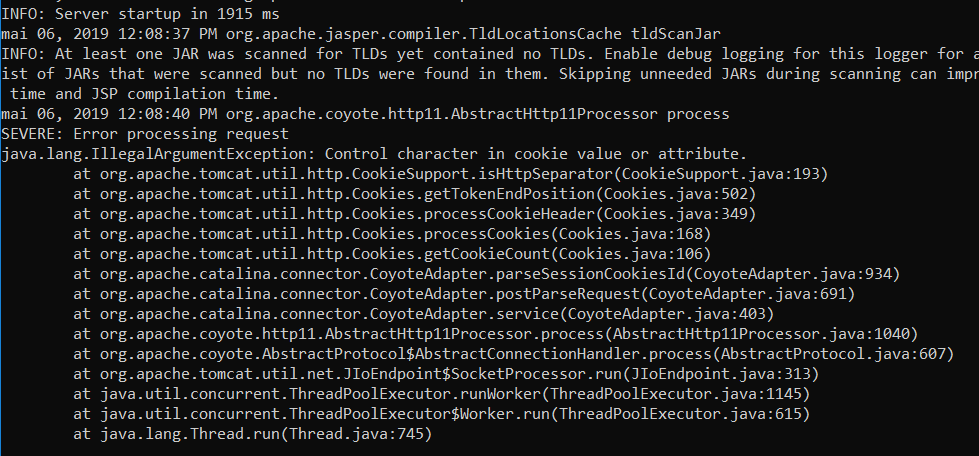 INFO: Server startup in 1915 ms
mai 06, 2019 12:08:37 PM org.apache.jasper.compiler.TldLocationsCache tldScanJar
INFO: At least one JAR was scanned for TLDs yet contained no TLDs. Enable debug logging for this logger for a
ist of JARs that were scanned but no TLDs were found in them. Skipping unneeded JARs during scanning can impr
 time and JSP compilation time.
mai 06, 2019 12:08:40 PM org.apache.coyote.http11.AbstractHttp11Processor process
SEVERE: Error processing request
java.lang.IllegalArgumentException: Control character in cookie value or attribute.
        at org.apache.tomcat.util.http.CookieSupport.isHttpSeparator(CookieSupport.java:193)
        at org.apache.tomcat.util.http.Cookies.getTokenEndPosition(Cookies.java:502)
        at org.apache.tomcat.util.http.Cookies.processCookieHeader(Cookies.java:349)
        at org.apache.tomcat.util.http.Cookies.processCookies(Cookies.java:168)
        at org.apache.tomcat.util.http.Cookies.getCookieCount(Cookies.java:106)
        at org.apache.catalina.connector.CoyoteAdapter.parseSessionCookiesId(CoyoteAdapter.java:934)
        at org.apache.catalina.connector.CoyoteAdapter.postParseRequest(CoyoteAdapter.java:691)
        at org.apache.catalina.connector.CoyoteAdapter.service(CoyoteAdapter.java:403)
        at org.apache.coyote.http11.AbstractHttp11Processor.process(AbstractHttp11Processor.java:1040)
        at org.apache.coyote.AbstractProtocol$AbstractConnectionHandler.process(AbstractProtocol.java:607)
        at org.apache.tomcat.util.net.JIoEndpoint$SocketProcessor.run(JIoEndpoint.java:313)
        at java.util.concurrent.ThreadPoolExecutor.runWorker(ThreadPoolExecutor.java:1145)
        at java.util.concurrent.ThreadPoolExecutor$Worker.run(ThreadPoolExecutor.java:615)
        at java.lang.Thread.run(Thread.java:745)